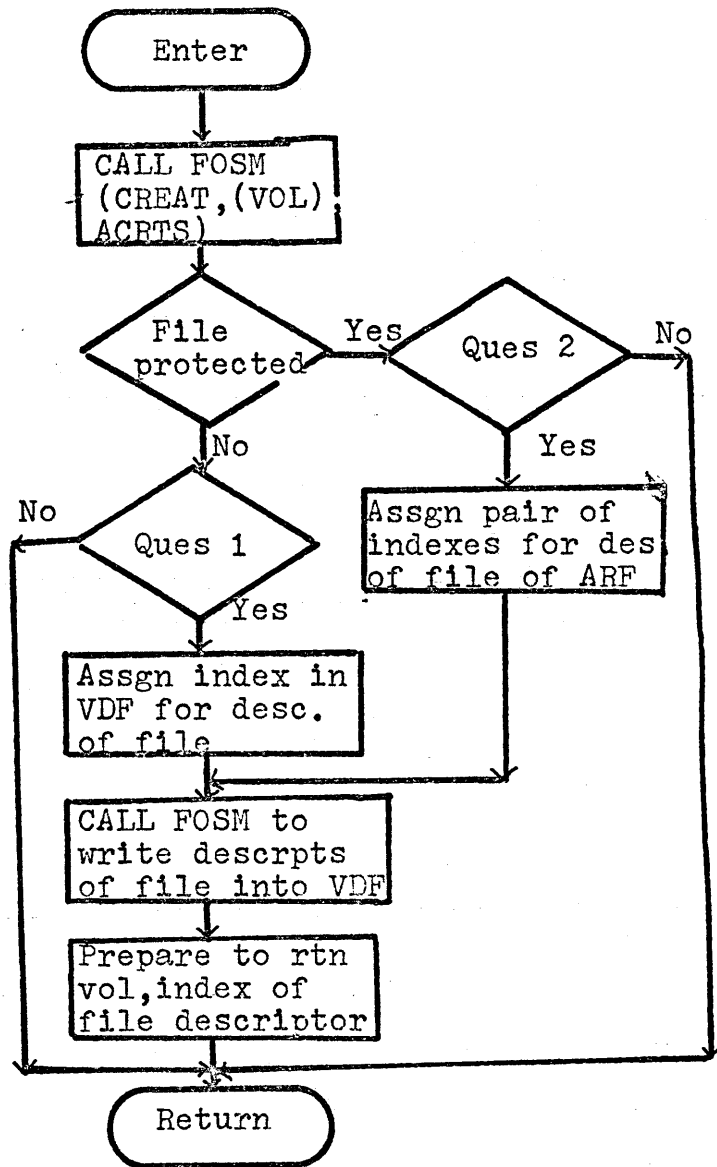 Enter
CALL FOSM
(CREAT,(VOL),
ACRTS)
File
protected
Yes
Ques 2
No
No
Yes
No
Ques 1
Assgn pair of
indexes for des
of file of ARF
Yes
Assgn index in
VDF for desc.
of file
CALL FOSM to
write descrpts
of file into VDF
Prepare to rtn
vol,index of
file descriptor
Return